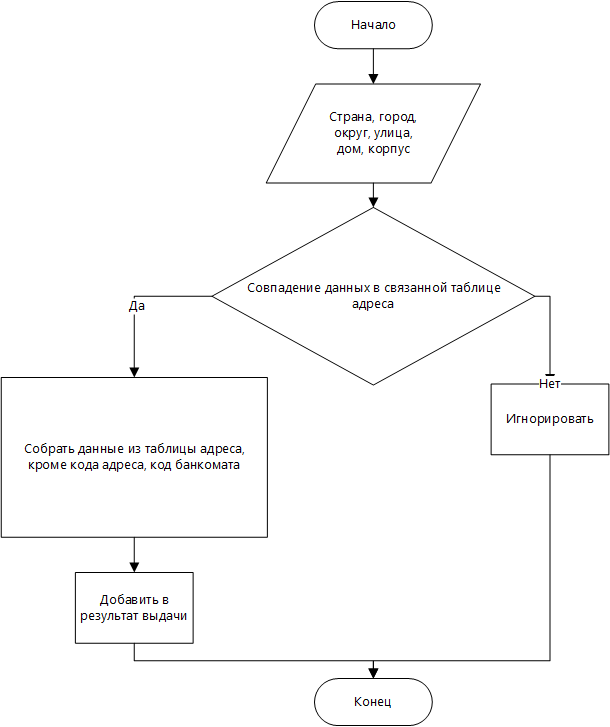 Начало
Страна, город,
округ, улица,
дом, корпус
Совпадение данных в связанной таблице
адреса
Да
Нет
Собрать данные из таблицы адреса,
кроме кода адреса, код банкомата
Игнорировать
Добавить в
результат выдачи
Конец